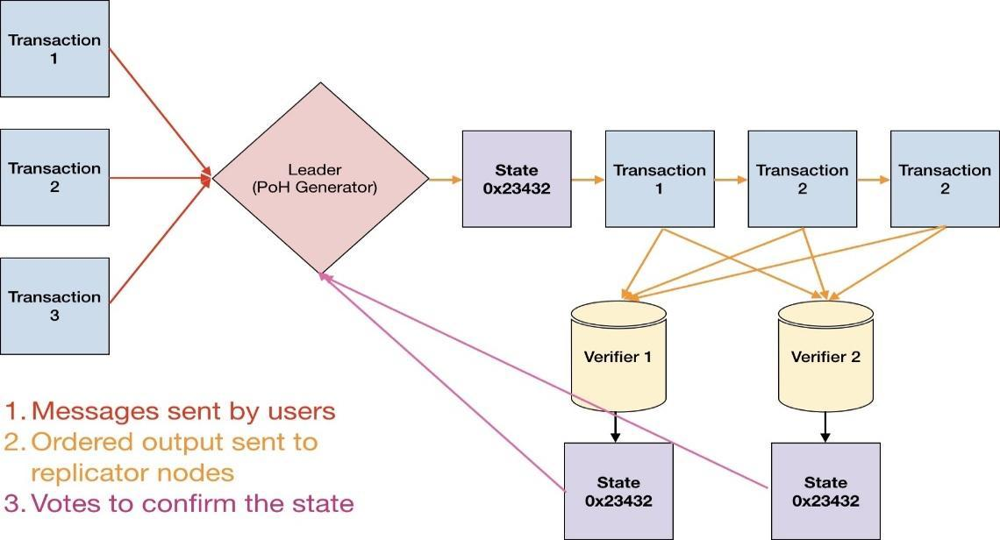 Transaction
1
Transaction
2
Transaction
3
Leader
(PoH Generator)
State
0x23432
Transaction
1
Transaction
2
Transaction
2
Verifier 1
Verifier 2
State
0x23432
State
0x23432
1. Messages sent by users
2. Ordered output sent to
replicator nodes
3. Votes to confirm the state